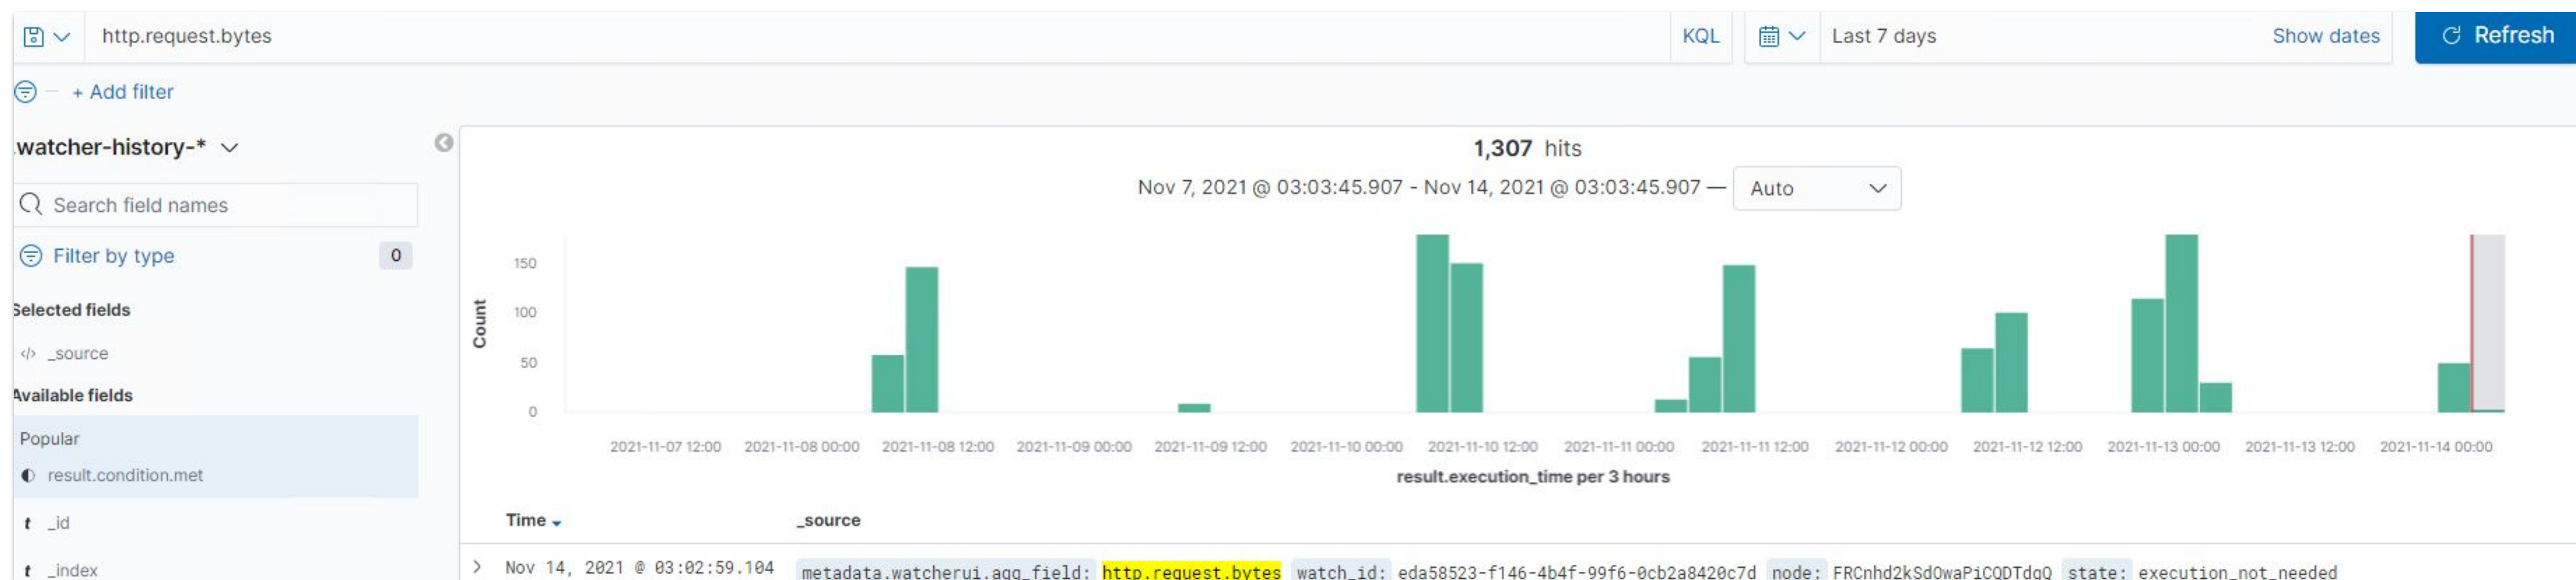 http.request.bytes KQL Last 7 days Show dates Refresh
+ Add filter
.watcher-history-*
1,307 hits
Search field names
Nov 7, 2021 @ 03:03:45.907 - Nov 14, 2021 @ 03:03:45.907 — Auto
Filter by type 0
150
100
50
0
Count
Selected fields
_source
Available fields
Popular
result.condition.met
t _id
t _index
2021-11-07 12:00 2021-11-08 00:00 2021-11-08 12:00 2021-11-09 00:00 2021-11-09 12:00 2021-11-10 00:00 2021-11-10 12:00 2021-11-11 00:00 2021-11-11 12:00 2021-11-12 00:00 2021-11-12 12:00 2021-11-13 00:00 2021-11-13 12:00 2021-11-14 00:00
result.execution_time per 3 hours
Time _source
Nov 14, 2021 @ 03:02:59.104 metadata.watcherui.agg_field: http.request.bytes watch_id: eda58523-f146-4b4f-99f6-0cb2a8420c7d node: FRCnhd2kSdOwaPiCQDTdqQ state: execution_not_needed